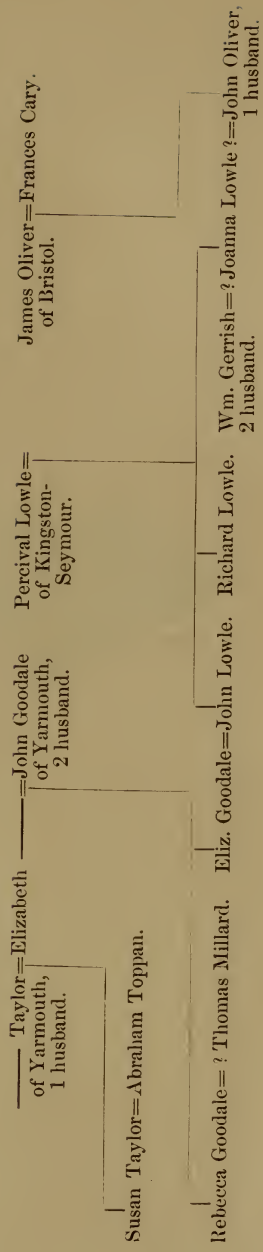 —— Taylor=Elizabeth ——=John Goodale
of Yarmouth,
1 husband.
of Yarmouth,
2 husband.
Percival Lowle=
of Kingston-
Seymour.
James Oliver=Frances Cary.
of Bristol.
Susan Taylor=Abraham Toppan.
Rebecca Goodale=? Thomas Millard.
Eliz. Goodale=John Lowle.
Richard Lowle.
Wm. Gerrish=?Joanna Lowle ?=John Oliver,
2 husband.
1 husband.